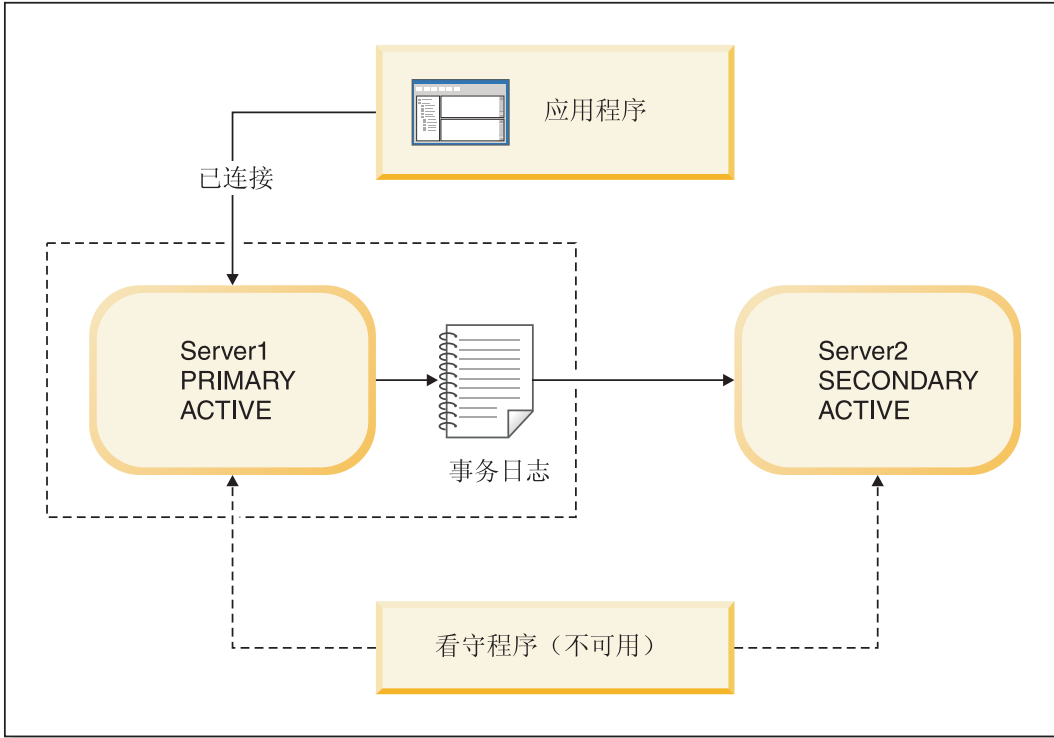 应用程序
已连接
Server1
PRIMARY
ACTIVE
事务日志
Server2
SECONDARY
ACTIVE
看守程序（不可用）